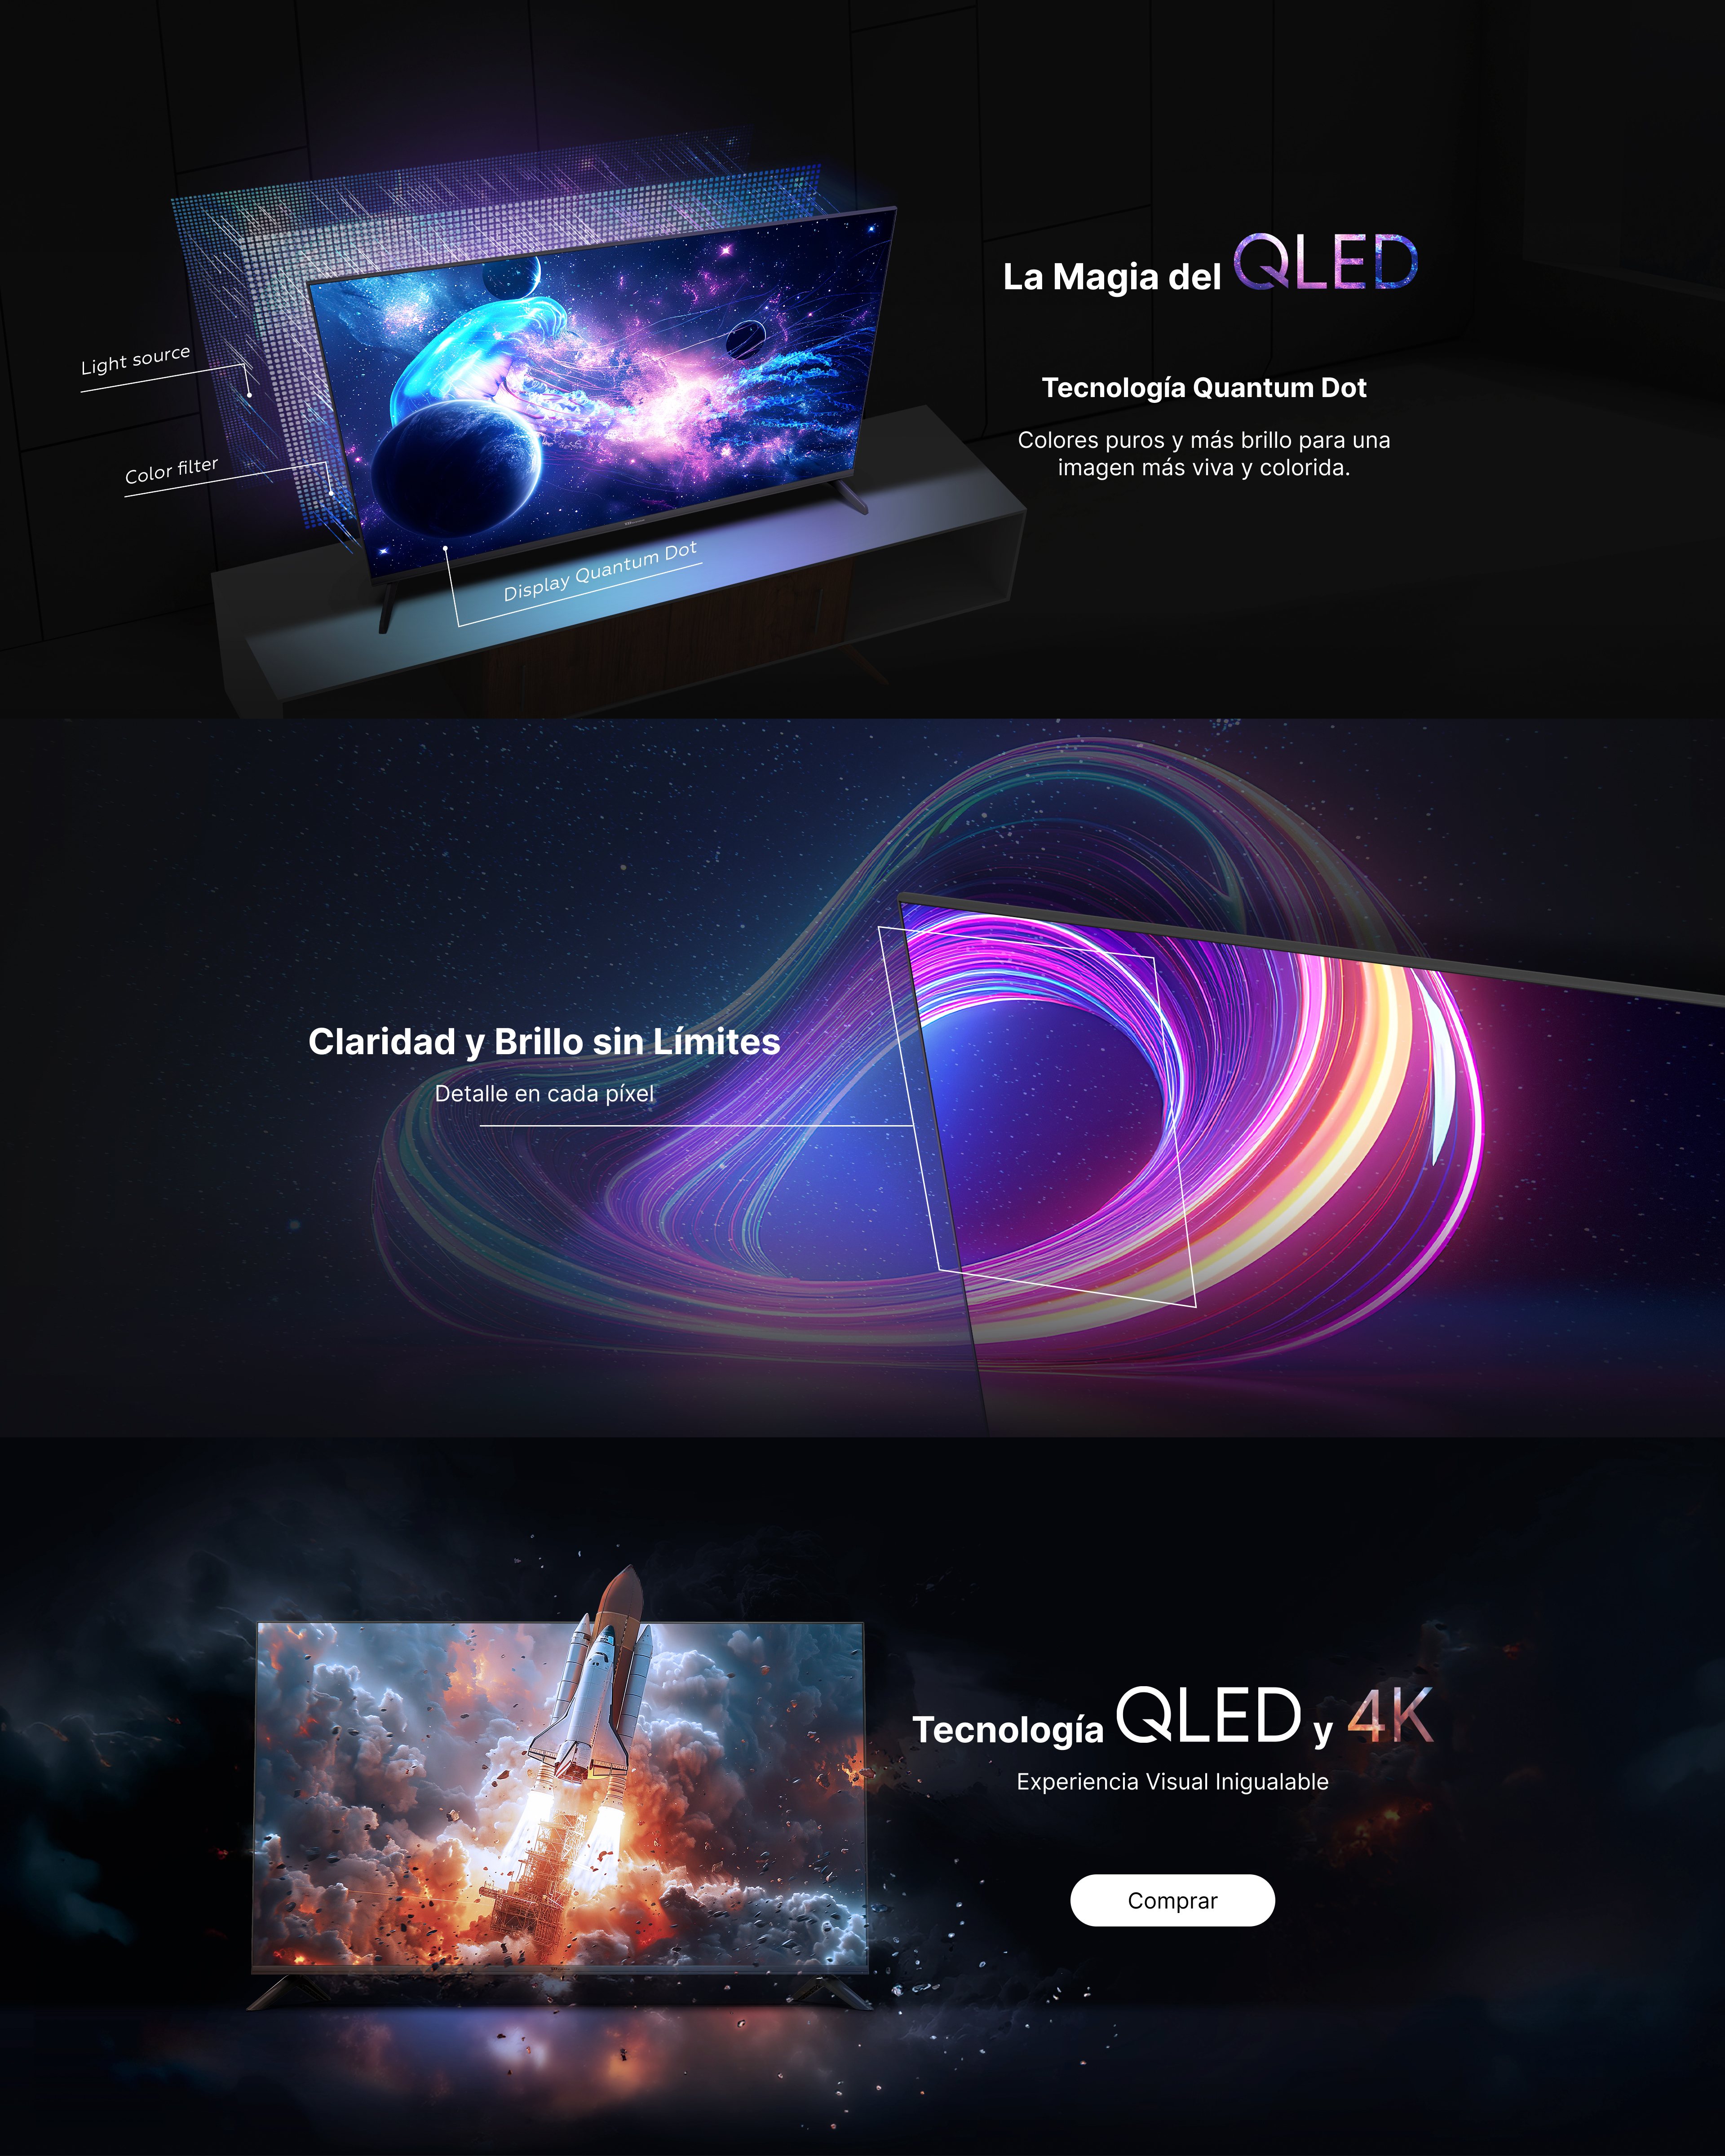 La Magia del QLED
Tecnología Quantum Dot
Colores puros y más brillo para una
imagen más viva y colorida.
Light source
Color filter
Display Quantum Dot
Claridad y Brillo sin Límites
Detalle en cada píxel
Tecnología QLED y 4K
Experiencia Visual Inigualable
Comprar